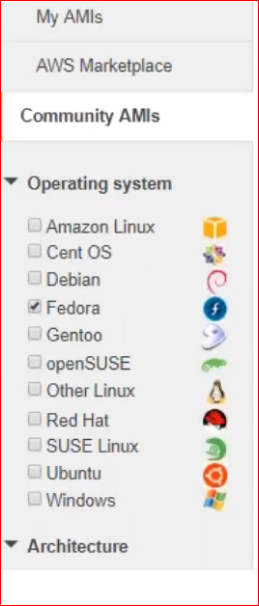 My AMIs
AWS Marketplace
Community AMIs
Operating system
Amazon Linux
Cent OS
Debian
Fedora
Gentoo
openSUSE
Other Linux
Red Hat
SUSE Linux
Ubuntu
Windows
Architecture